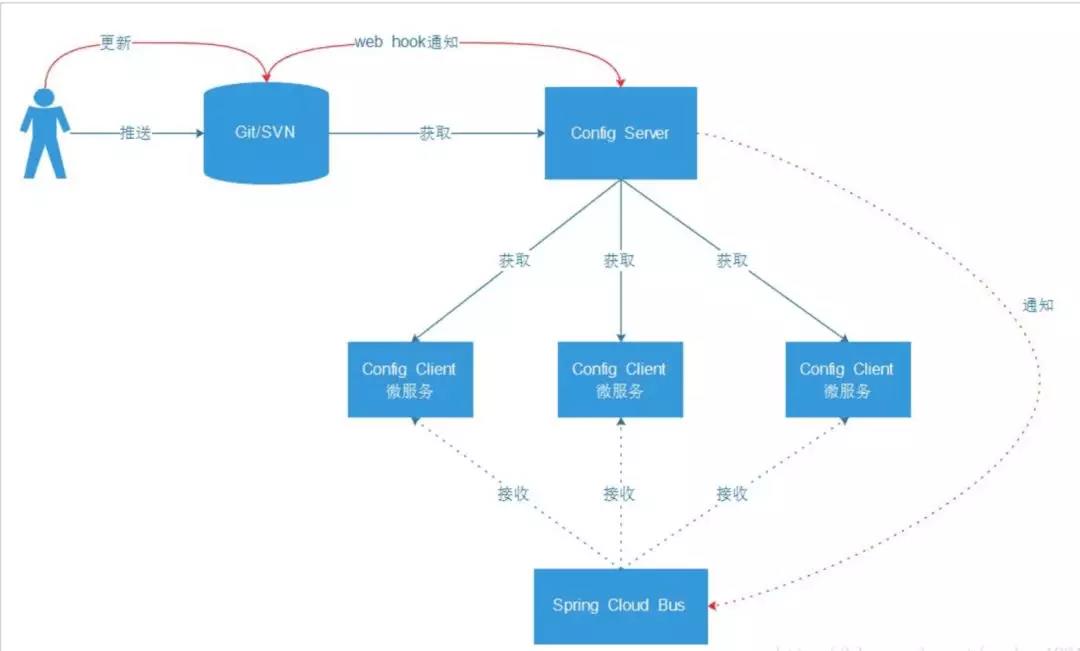 更新
web hook通知
推送
Git/SVN
获取
Config Server
获取
获取
获取
通知
Config Client
微服务
Config Client
微服务
Config Client
微服务
接收
接收
接收
Spring Cloud Bus